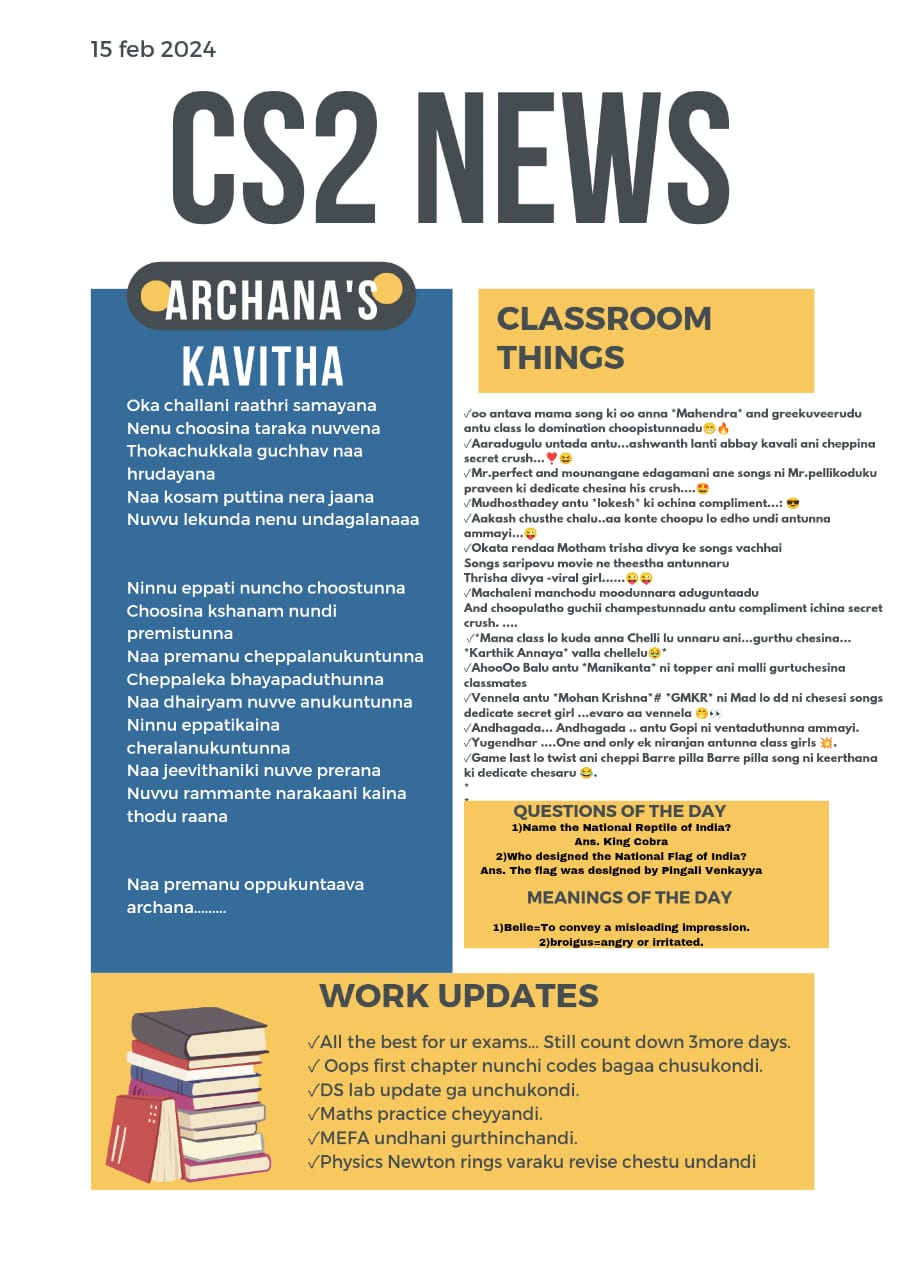 15 feb 2024
CS2 NEWS
ARCHANA'S
KAVITHA
Oka challani raathri samayana
Nenu choosina taraka nuvvena
Thokachukkala guchhav naa
hrudayana
Naa kosam puttina nera jaana
Nuvvu lekunda nenu undagalanaaa
Ninnu eppati nuncho choostunna
Choosina kshanam nundi
premistunna
Naa premanu cheppalanukuntunna
Cheppaleka bhayapaduthunna
Naa dhairyam nuvve anukuntunna
Ninnu eppatikaina
cheralanukuntunna
Naa jeevithaniki nuvve prerana
Nuvvu rammante narakaani kaina
thodu raana
Naa premanu oppukuntaava
archana.........
CLASSROOM
THINGS
✓oo antava mama song ki oo anna *Mahendra* and greekuveerudu
antu class lo domination choopistunnadu😁🔥
✓Aaradugulu untada antu...ashwanth lanti abbay kavali ani cheppina
secret crush...❣️😆
✓Mr.perfect and mounangane edagamani ane songs ni Mr.pellikoduku
praveen ki dedicate chesina his crush....🤩
✓Mudhosthadey antu *lokesh* ki ochina compliment...: 😎
✓Aakash chusthe chalu..aa konte choopu lo edho undi antunna
ammayi...😜
✓Okata rendaa Motham trisha divya ke songs vachhai
Songs saripovu movie ne theestha antunnaru
Thrisha divya -viral girl......😜😜
✓Machaleni manchodu moodunnara aduguntaadu
And choopulatho guchii champestunnadu antu compliment ichina secret
crush. ....
✓*Mana class lo kuda anna Chelli lu unnaru ani...gurthu chesina...
*Karthik Annaya* valla chellelu🥹*
✓AhooOo Balu antu *Manikanta* ni topper ani malli gurtuchesina
classmates
✓Vennela antu *Mohan Krishna*# *GMKR* ni Mad lo dd ni chesesi songs
dedicate secret girl ...evaro aa vennela 🤭👀
✓Andhagada... Andhagada .. antu Gopi ni ventaduthunna ammayi.
✓Yugendhar ....One and only ek niranjan antunna class girls 💥.
✓Game last lo twist ani cheppi Barre pilla Barre pilla song ni keerthana
ki dedicate chesaru 😂.
*
QUESTIONS OF THE DAY
1)Name the National Reptile of India?
Ans. King Cobra
2)Who designed the National Flag of India?
Ans. The flag was designed by Pingali Venkayya
MEANINGS OF THE DAY
1)Belie=To convey a misleading impression.
2)broigus=angry or irritated.
WORK UPDATES
✓All the best for ur exams... Still count down 3more days.
✓ Oops first chapter nunchi codes bagaa chusukondi.
✓DS lab update ga unchukondi.
✓Maths practice cheyyandi.
✓MEFA undhani gurthinchandi.
✓Physics Newton rings varaku revise chestu undandi